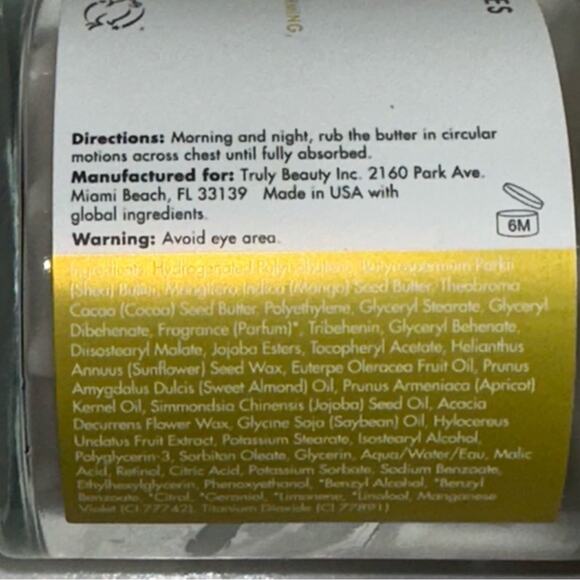 ES
Directions: Morning and night, rub the butter in circular
motions across chest until fully absorbed.
Manufactured for: Truly Beauty Inc. 2160 Park Ave.
Miami Beach, FL 33139 Made in USA with
global ingredients.
Warning: Avoid eye area.
6M
Ingredients: Hydrogenated Polyisobutene, Butyrospermum Parkii
(Shea) Butter, Mangifera Indica (Mango) Seed Butter, Theobroma
Cacao (Cocoa) Seed Butter, Polyethylene, Glyceryl Stearate, Glyceryl
Dibehenate, Fragrance (Parfum)*, Tribehenin, Glyceryl Behenate,
Diisostearyl Malate, Jojoba Esters, Tocopheryl Acetate, Helianthus
Annuus (Sunflower) Seed Wax, Euterpe Oleracea Fruit Oil, Prunus
Amygdalus Dulcis (Sweet Almond) Oil, Prunus Armeniaca (Apricot)
Kernel Oil, Simmondsia Chinensis (Jojoba) Seed Oil, Acacia
Decurrens Flower Wax, Glycine Soja (Soybean) Oil, Hylocereus
Undatus Fruit Extract, Potassium Stearate, Isostearyl Alcohol,
Polyglycerin-3, Sorbitan Oleate, Glycerin, Aqua/Water/Eau, Malic
Acid, Retinol, Citric Acid, Potassium Sorbate, Sodium Benzoate,
Ethylhexylglycerin, Phenoxyethanol, *Benzyl Alcohol, *Benzyl
Benzoate, *Citral, *Geraniol, *Limonene, *Linalool, Manganese
Violet (CI 77742), Titanium Dioxide (CI 77891)